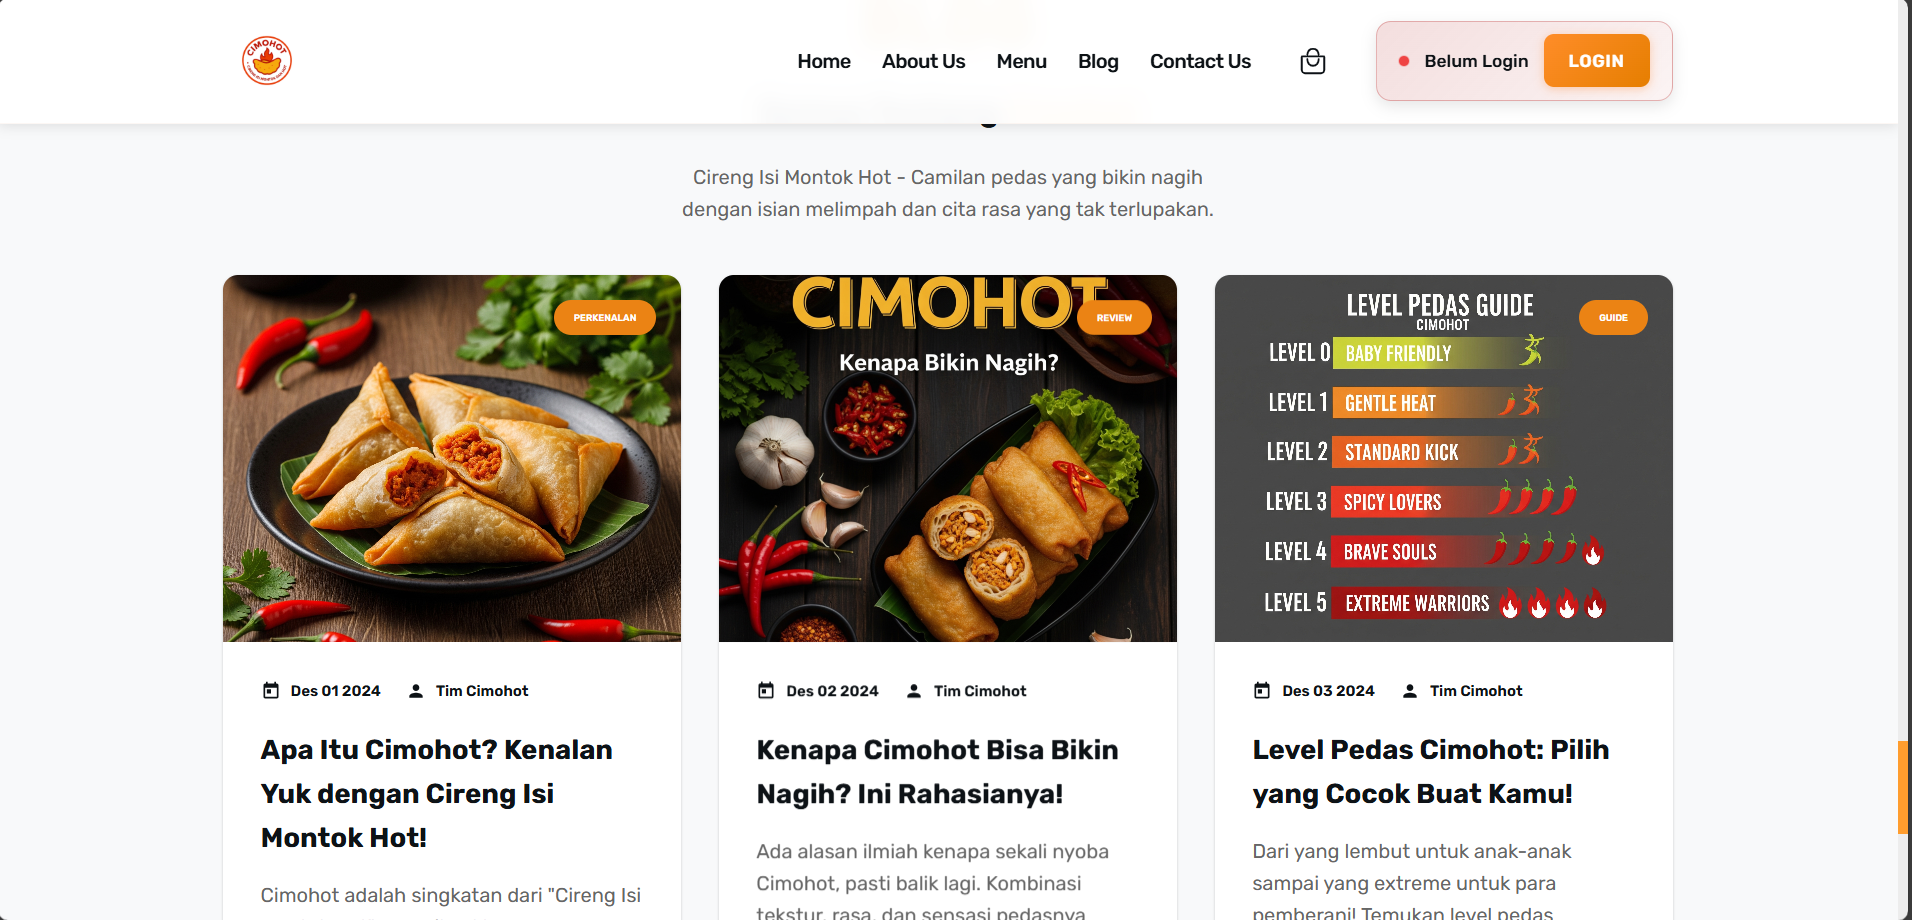 CIMOHOT
Home
About Us
Menu
Blog
Contact Us
Belum Login
LOGIN
Cireng Isi Montok Hot - Camilan pedas yang bikin nagih
dengan isian melimpah dan cita rasa yang tak terlupakan.
PERKENALAN
Des 01 2024
Tim Cimohot
Apa Itu Cimohot? Kenalan
Yuk dengan Cireng Isi
Montok Hot!
Cimohot adalah singkatan dari "Cireng Isi
CIMOHOT
REVIEW
Kenapa Bikin Nagih?
Des 02 2024
Tim Cimohot
Kenapa Cimohot Bisa Bikin
Nagih? Ini Rahasianya!
Ada alasan ilmiah kenapa sekali nyoba
Cimohot, pasti balik lagi. Kombinasi
tekstur, rasa, dan sensasi pedasnya
LEVEL PEDAS GUIDE
CIMOHOT
GUIDE
LEVEL 0 BABY FRIENDLY
LEVEL 1 GENTLE HEAT
LEVEL 2 STANDARD KICK
LEVEL 3 SPICY LOVERS
LEVEL 4 BRAVE SOULS
LEVEL 5 EXTREME WARRIORS
Des 03 2024
Tim Cimohot
Level Pedas Cimohot: Pilih
yang Cocok Buat Kamu!
Dari yang lembut untuk anak-anak
sampai yang extreme untuk para
pemberani! Temukan level pedas